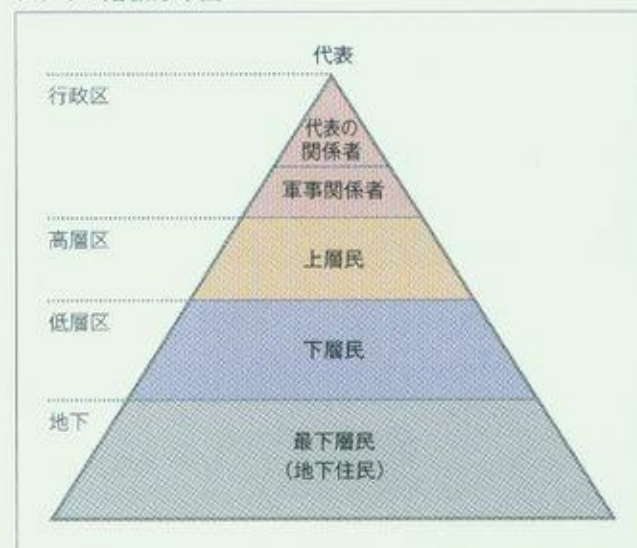 代表
行政区
代表の
関係者
軍事関係者
高層区
上層民
低層区
下層民
地下
最下層民
(地下住民)